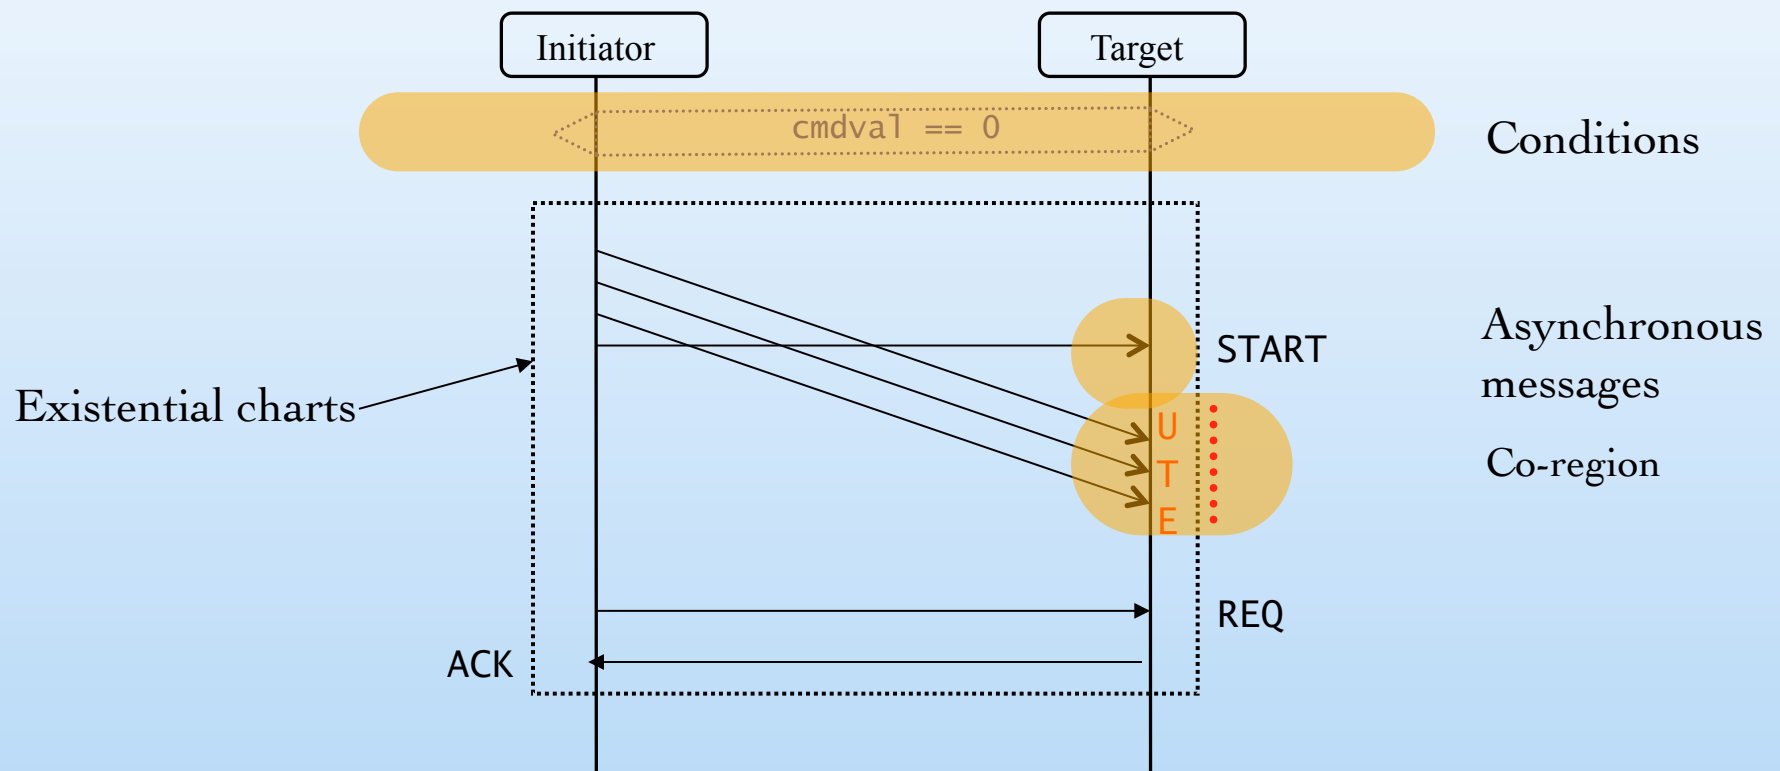 Initiator
Target
cmdval == 0
Conditions
START
Asynchronous
messages
Existential charts
U
T
E
Co-region
REQ
ACK